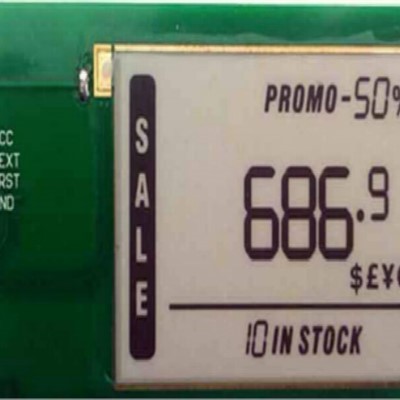 CC
EXT
RST
ND
SALE
PROMO-50%
686.9
$£¥
10 IN STOCK